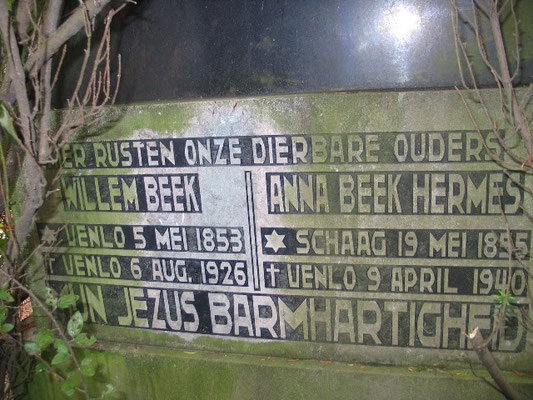 ER RUSTEN ONZE DIERBARE OUDERS
WILLEM BEEK
ANNA BEEK HERMES
VENLO 5 MEI 1853
SCHAAG 19 MEI 1855
† VENLO 6 AUG. 1926
† VENLO 9 APRIL 1940
JEZUS BARMHARTIGHEID